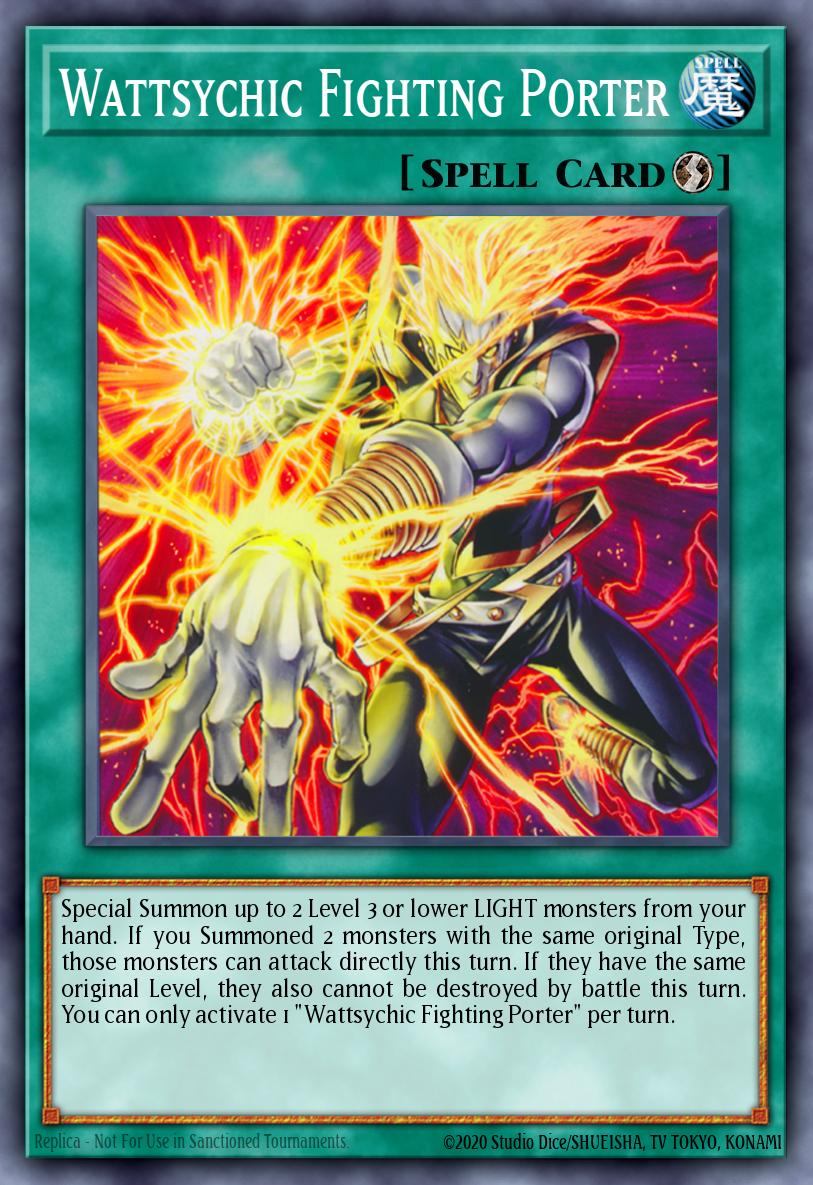 Wattsychic Fighting Porter
SPELL
魔
[Spell Card]
Special Summon up to 2 Level 3 or lower LIGHT monsters from your
hand. If you Summoned 2 monsters with the same original Type,
those monsters can attack directly this turn. If they have the same
original Level, they also cannot be destroyed by battle this turn.
You can only activate 1 "Wattsychic Fighting Porter" per turn.
Replica - Not For Use in Sanctioned Tournaments.
©2020 Studio Dice/SHUEISHA, TV TOKYO, KONAMI